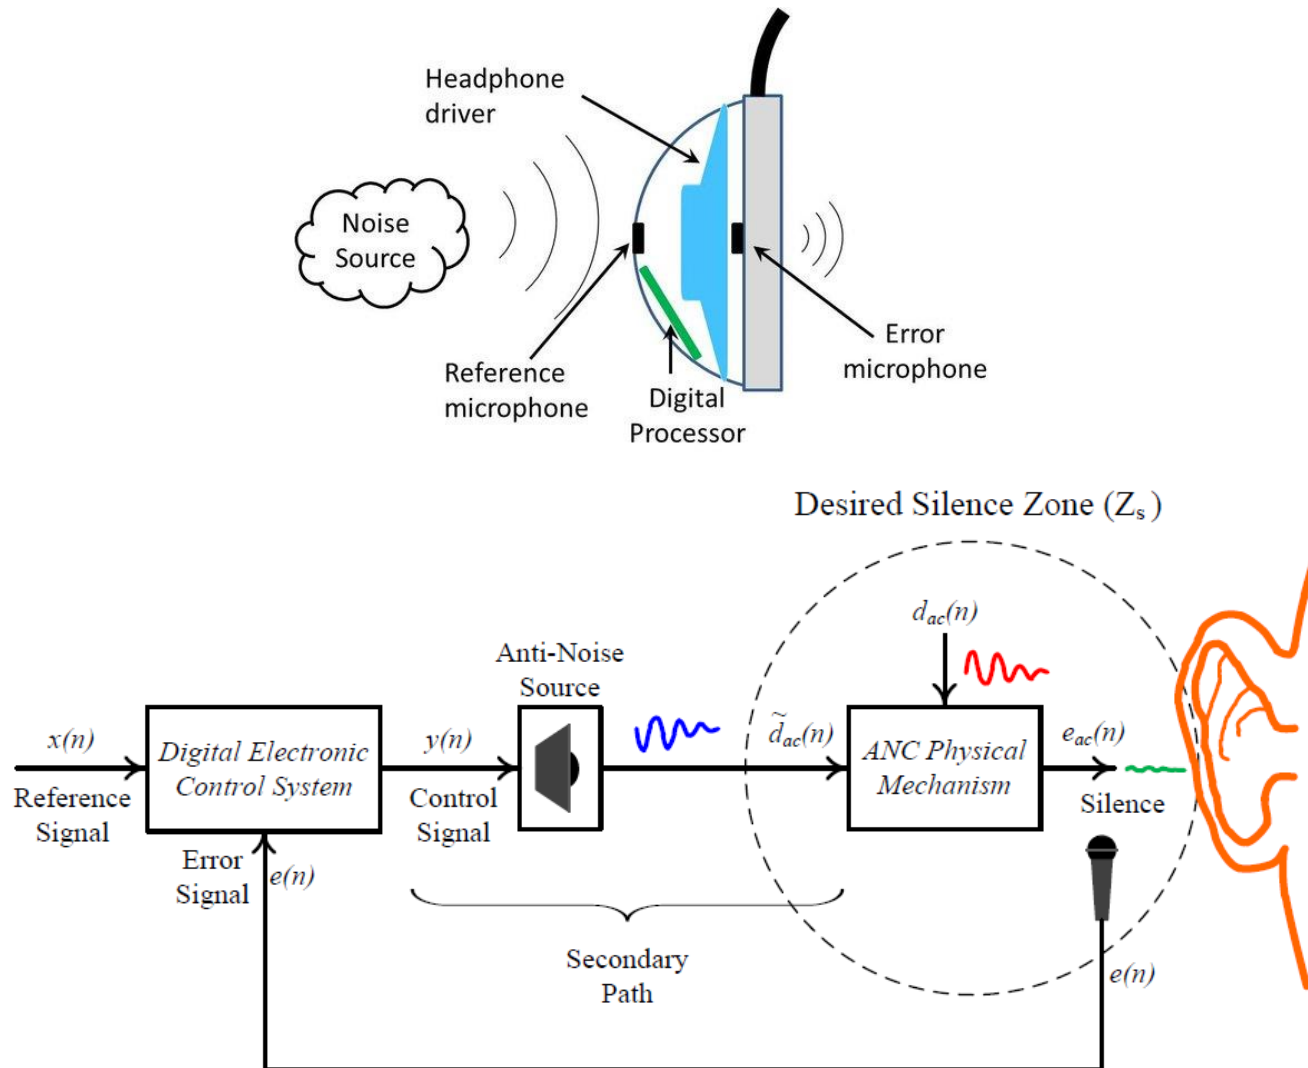 Headphone
driver
Noise
Source
Reference
microphone
Digital
Processor
Error
microphone
Desired Silence Zone (Zₛ)
dₐc(n)
Anti-Noise
Source
x(n)
Reference
Signal
Digital Electronic
Control System
y(n)
Control
Signal
d̃ₐc(n)
ANC Physical
Mechanism
eₐc(n)
Silence
Error
Signal
e(n)
Secondary
Path
e(n)